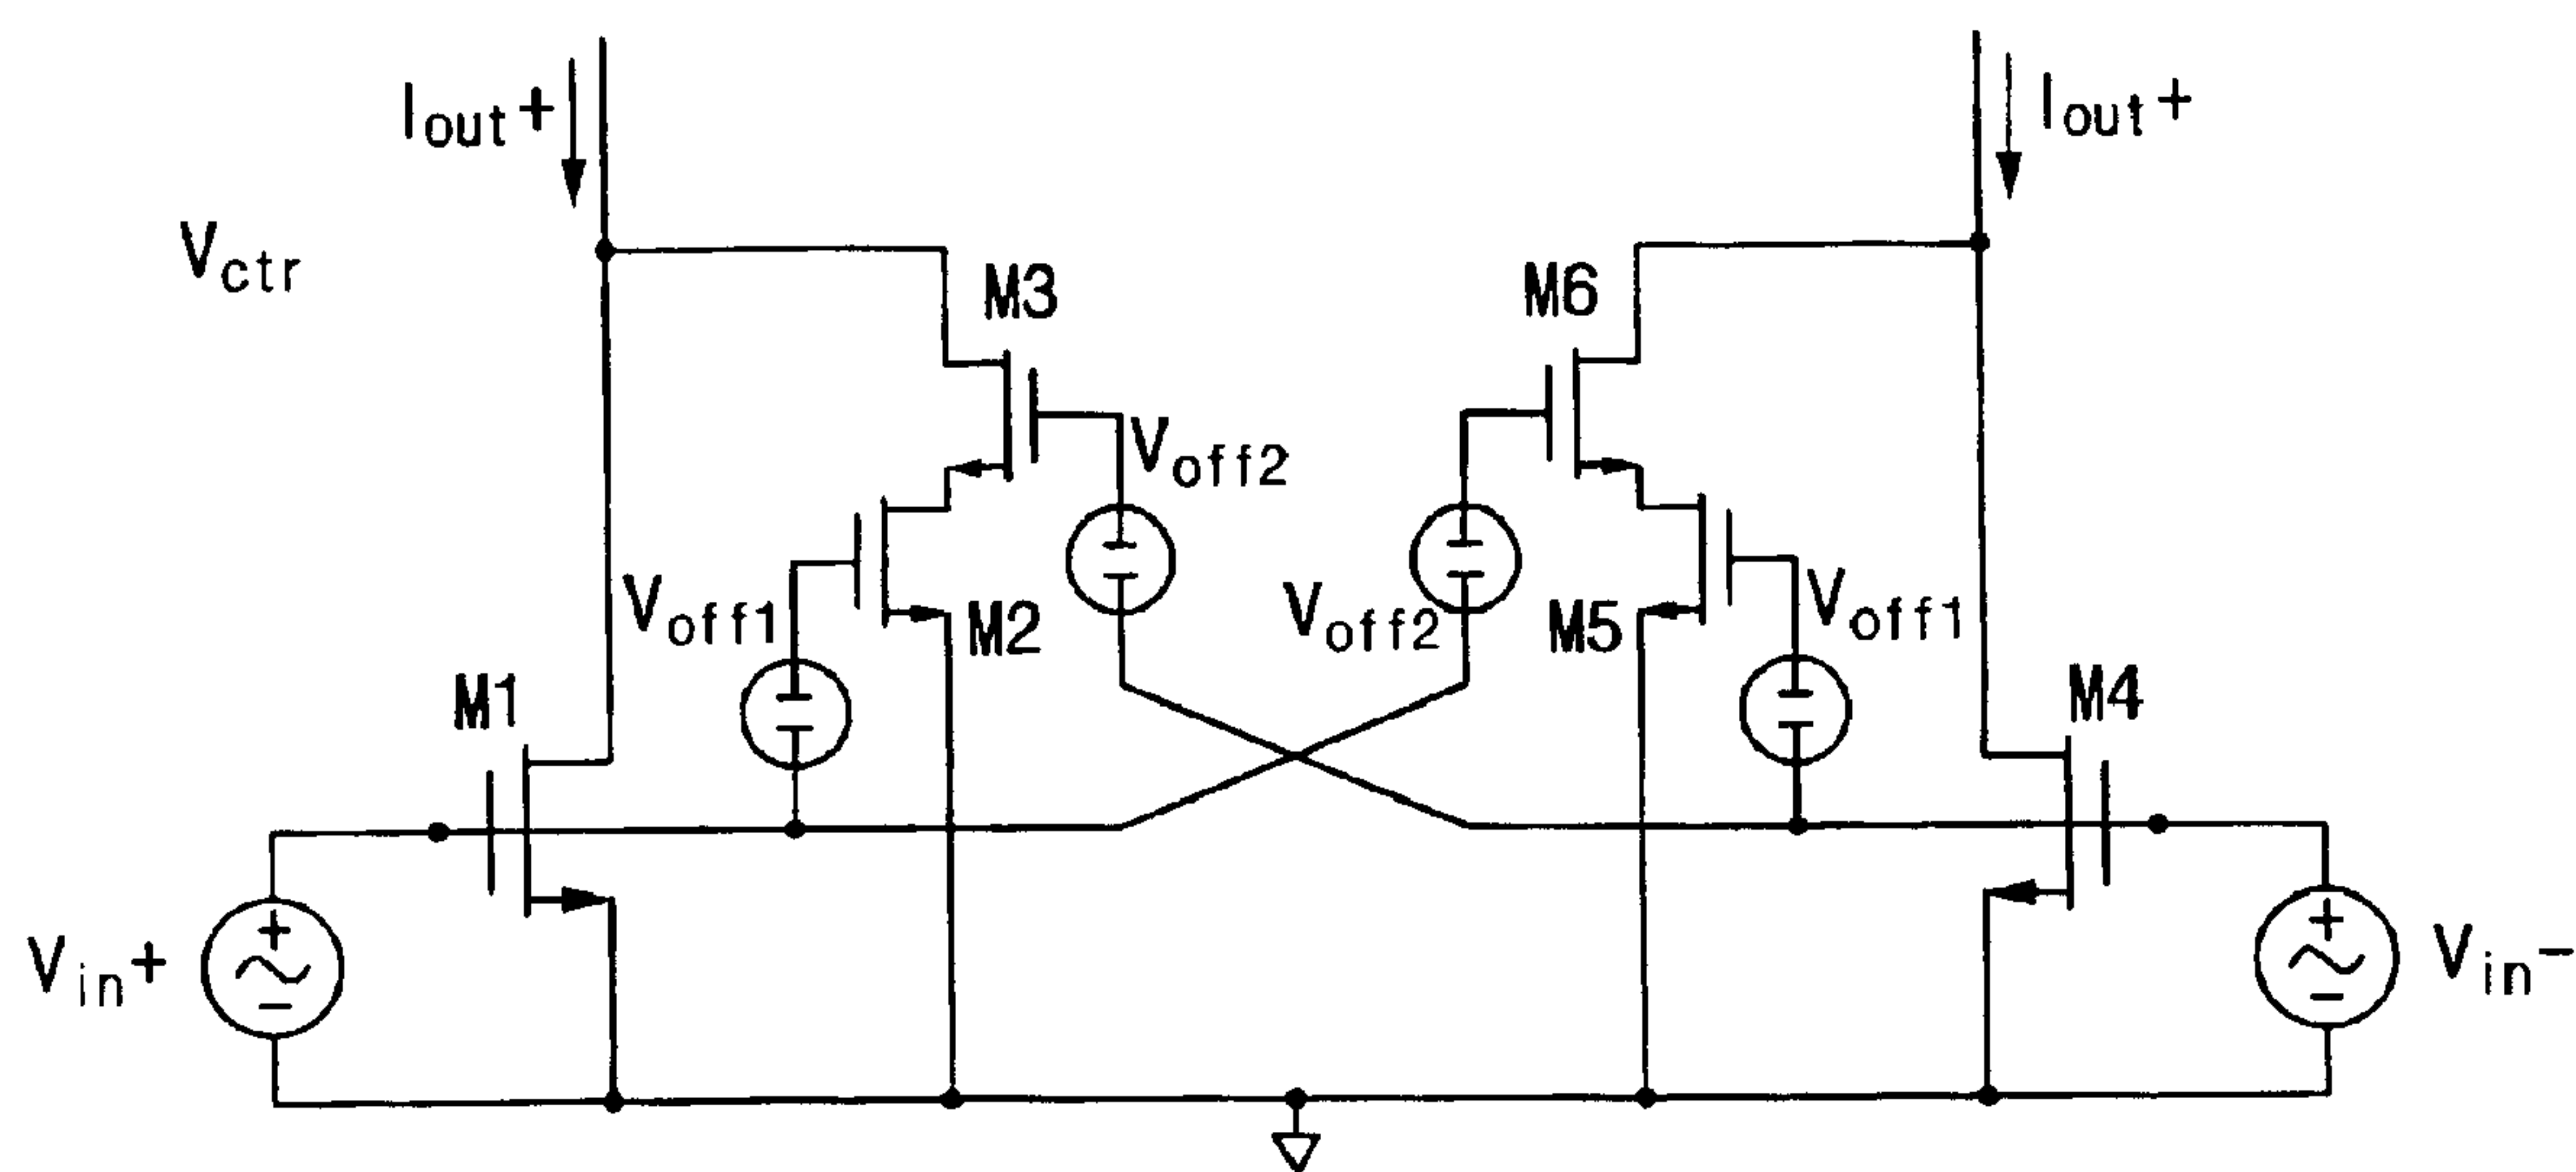 Iout+
Iout+
Vctr
M3
M6
Voff2
Voff1
M2
Voff2
M5
Voff1
M1
M4
Vin+
+
-
+
-
Vin-